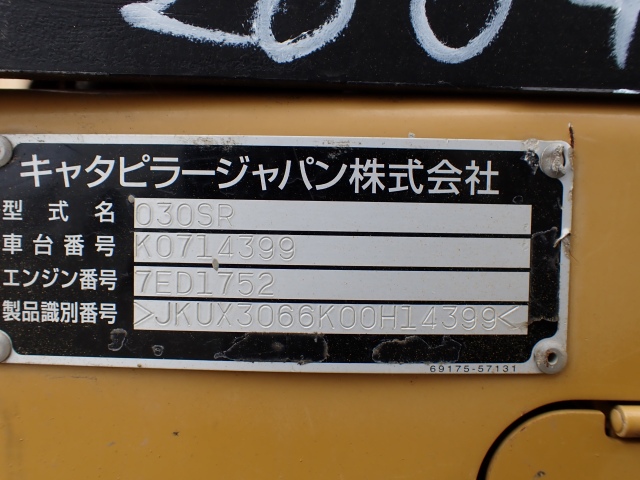 キャタピラージャパン株式会社
型式名 030SR
車台番号 K0714399
エンジン番号 7ED1752
製品識別番号 >JKUX3066K00H14399<
69175-57131